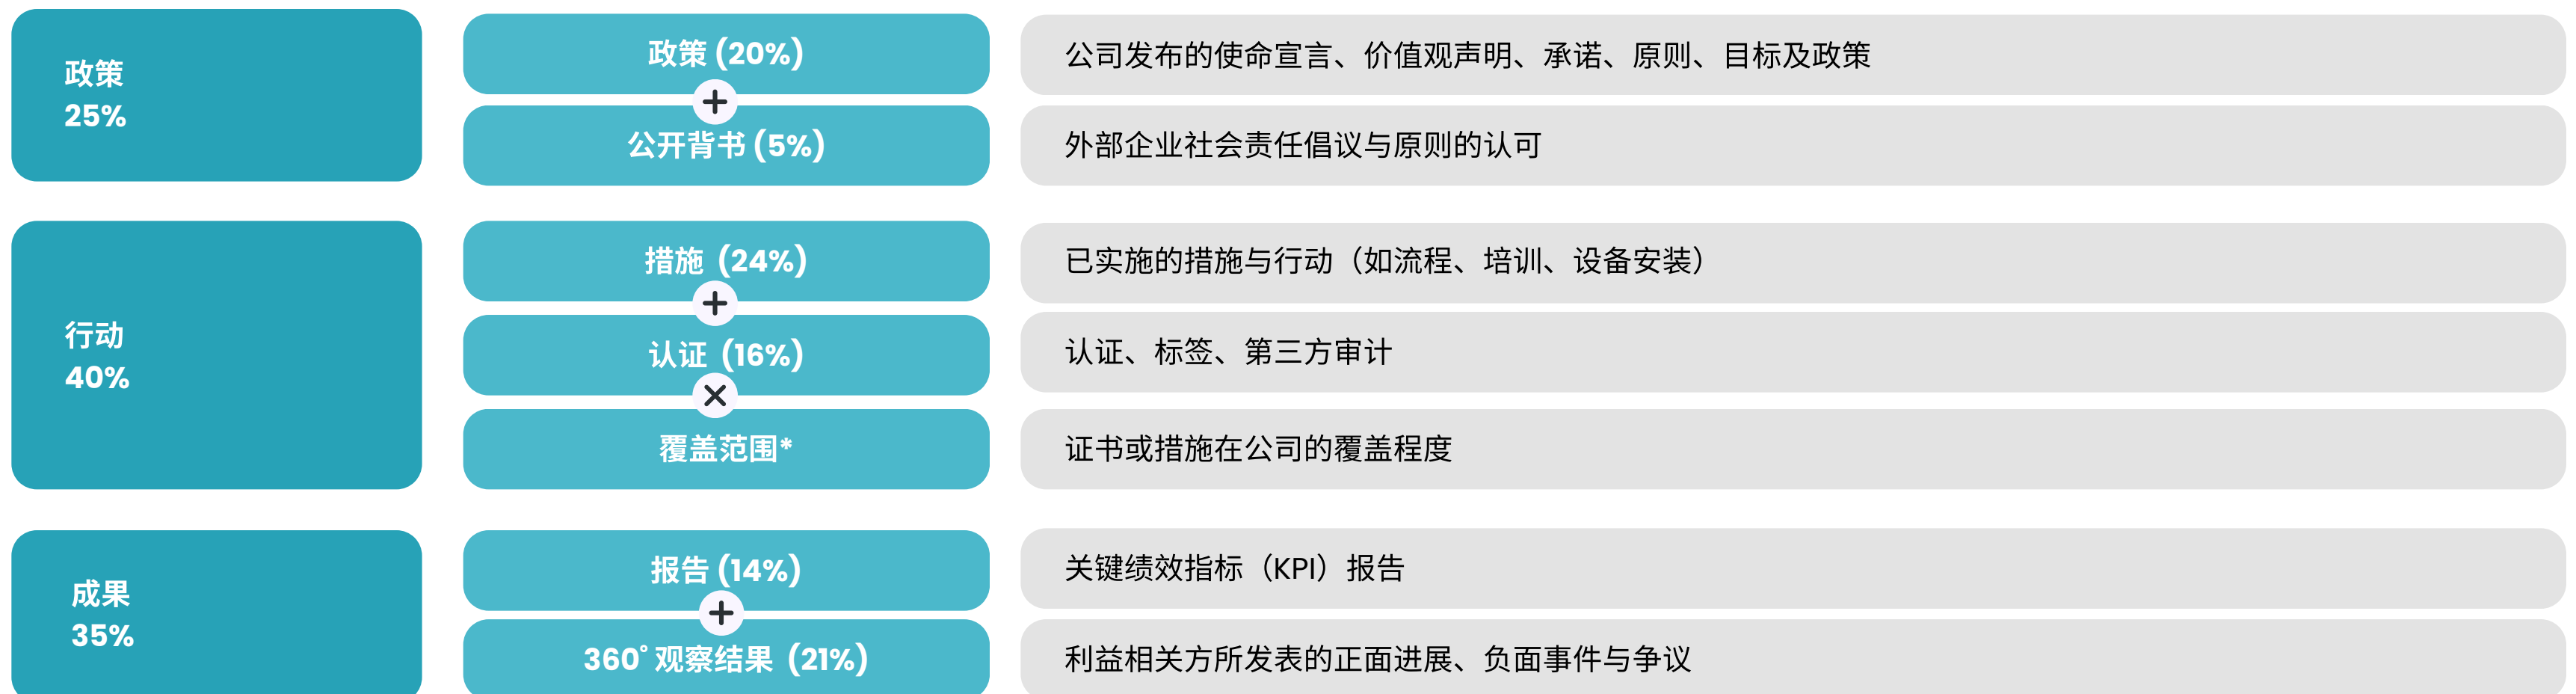 政策
25%
政策 (20%)
公司发布的使命宣言、价值观声明、承诺、原则、目标及政策
公开背书 (5%)
外部企业社会责任倡议与原则的认可
行动
40%
措施 (24%)
已实施的措施与行动（如流程、培训、设备安装）
认证 (16%)
认证、标签、第三方审计
覆盖范围*
证书或措施在公司的覆盖程度
成果
35%
报告 (14%)
关键绩效指标（KPI）报告
360° 观察结果 (21%)
利益相关方所发表的正面进展、负面事件与争议